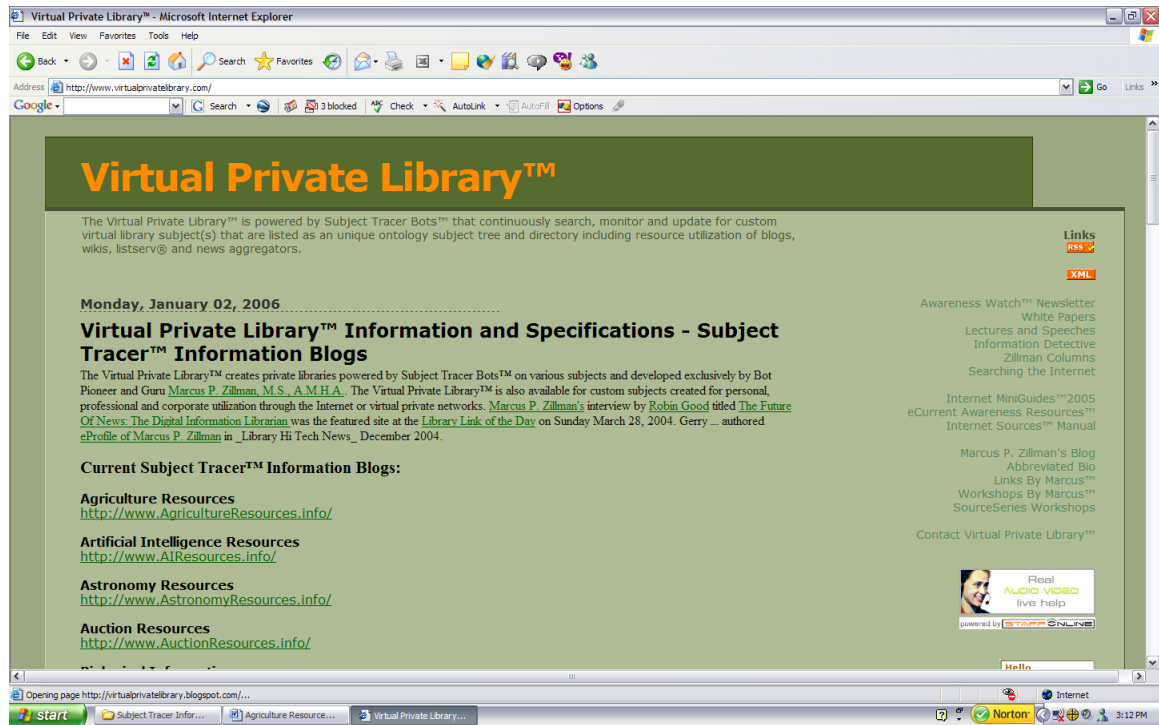 Virtual Private Library™ - Microsoft Internet Explorer
File Edit View Favorites Tools Help
Back Search Favorites
Address http://www.virtualprivatelibrary.com/ Go Links »
Google Search 3 blocked ABC Check AutoLink AutoFill Options
Virtual Private Library™
The Virtual Private Library™ is powered by Subject Tracer Bots™ that continuously search, monitor and update for custom
virtual library subject(s) that are listed as an unique ontology subject tree and directory including resource utilization of blogs,
wikis, listserv® and news aggregators.
Monday, January 02, 2006
Virtual Private Library™ Information and Specifications - Subject
Tracer™ Information Blogs
The Virtual Private Library™ creates private libraries powered by Subject Tracer Bots™ on various subjects and developed exclusively by Bot
Pioneer and Guru Marcus P. Zillman, M.S., A.M.H.A. The Virtual Private Library™ is also available for custom subjects created for personal,
professional and corporate utilization through the Internet or virtual private networks. Marcus P. Zillman's interview by Robin Good titled The Future
Of News: The Digital Information Librarian was the featured site at the Library Link of the Day on Sunday March 28, 2004. Gerry ... authored
eProfile of Marcus P. Zillman in _Library Hi Tech News_ December 2004.
Current Subject Tracer™ Information Blogs:
Agriculture Resources
http://www.AgricultureResources.info/
Artificial Intelligence Resources
http://www.AIResources.info/
Astronomy Resources
http://www.AstronomyResources.info/
Auction Resources
http://www.AuctionResources.info/
Links
RSS
XML
Awareness Watch™ Newsletter
White Papers
Lectures and Speeches
Information Detective
Zillman Columns
Searching the Internet
Internet MiniGuides™2005
eCurrent Awareness Resources™
Internet Sources™ Manual
Marcus P. Zillman's Blog
Abbreviated Bio
Links By Marcus™
Workshops By Marcus™
SourceSeries Workshops
Contact Virtual Private Library™
Real
AUDIO VIDEO
live help
powered by STAFF ONLINE
Hello
Opening page http://virtualprivatelibrary.blogspot.com/... Internet
start Subject Tracer Infor... Agriculture Resource... Virtual Private Library... Norton 3:12 PM